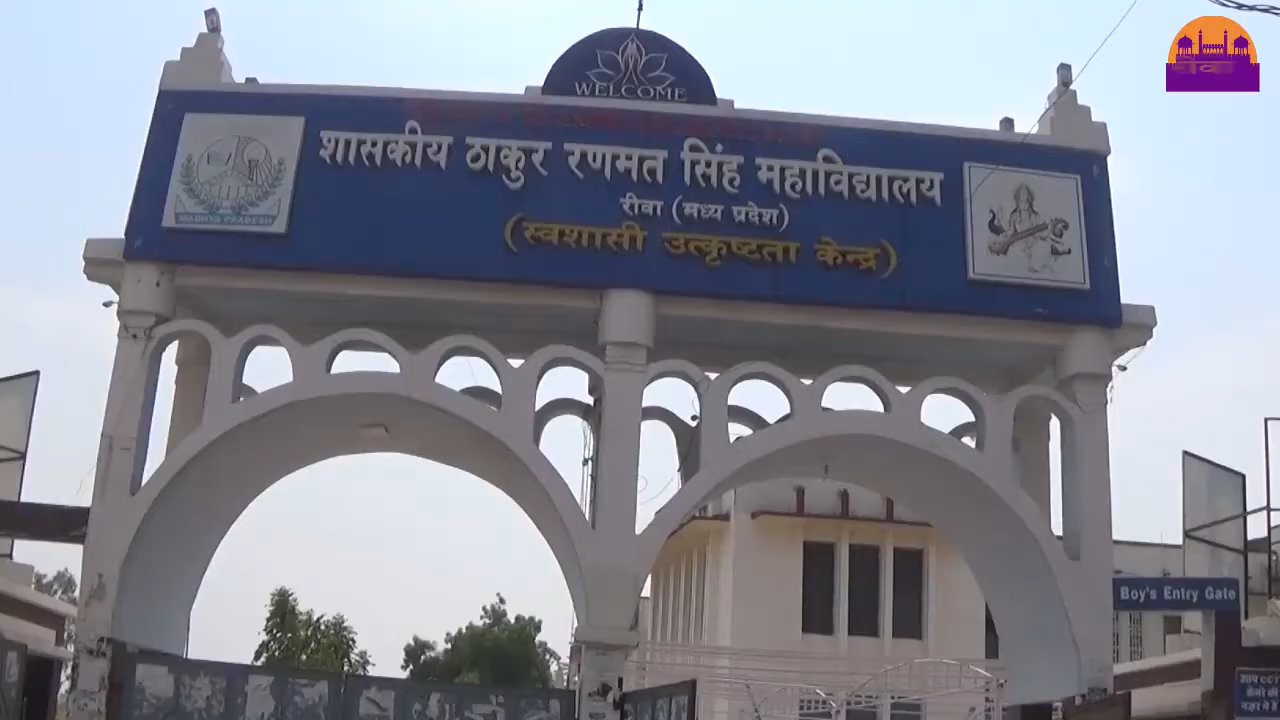 WELCOME
शासकीय ठाकुर रणमत सिंह महाविद्यालय
रीवा (मध्य प्रदेश)
(स्वशासी उत्कृष्टता केन्द्र)
MADHYA PRADESH
रीवा
Boy's Entry Gate